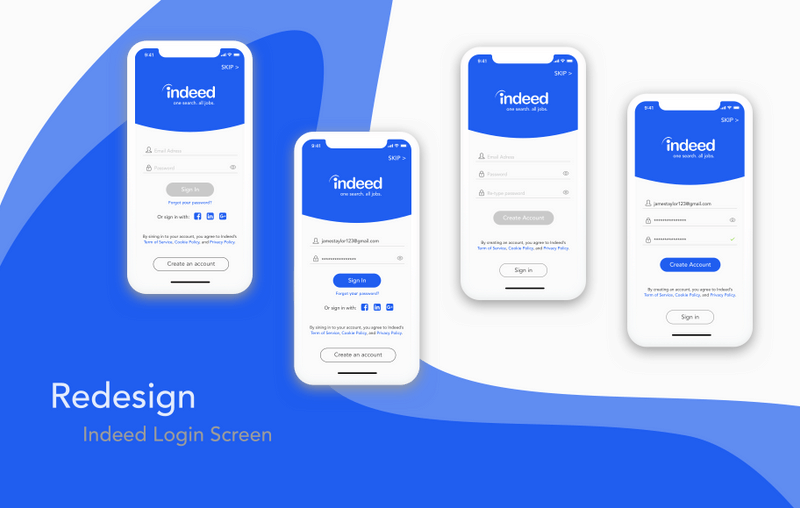 9:41
SKIP >
indeed
one search. all jobs.
Email Adress
Password
Sign In
Forgot your password?
Or sign in with:
By sining in to your account, you agree to Indeed's
Term of Service, Cookie Policy, and Privacy Policy.
Create an account
9:41
SKIP >
indeed
one search. all jobs.
jamestaylor123@gmail.com
Sign In
Forgot your password?
Or sign in with:
By sining in to your account, you agree to Indeed's
Term of Service, Cookie Policy, and Privacy Policy.
Create an account
9:41
SKIP >
indeed
one search. all jobs.
Email Adress
Password
Re-type password
Create Account
By creating an account, you agree to Indeed's
Term of Service, Cookie Policy, and Privacy Policy.
Sign in
9:41
SKIP >
indeed
one search. all jobs.
jamestaylor123@gmail.com
Create Account
By creating an account, you agree to Indeed's
Term of Service, Cookie Policy, and Privacy Policy.
Sign in
Redesign
Indeed Login Screen